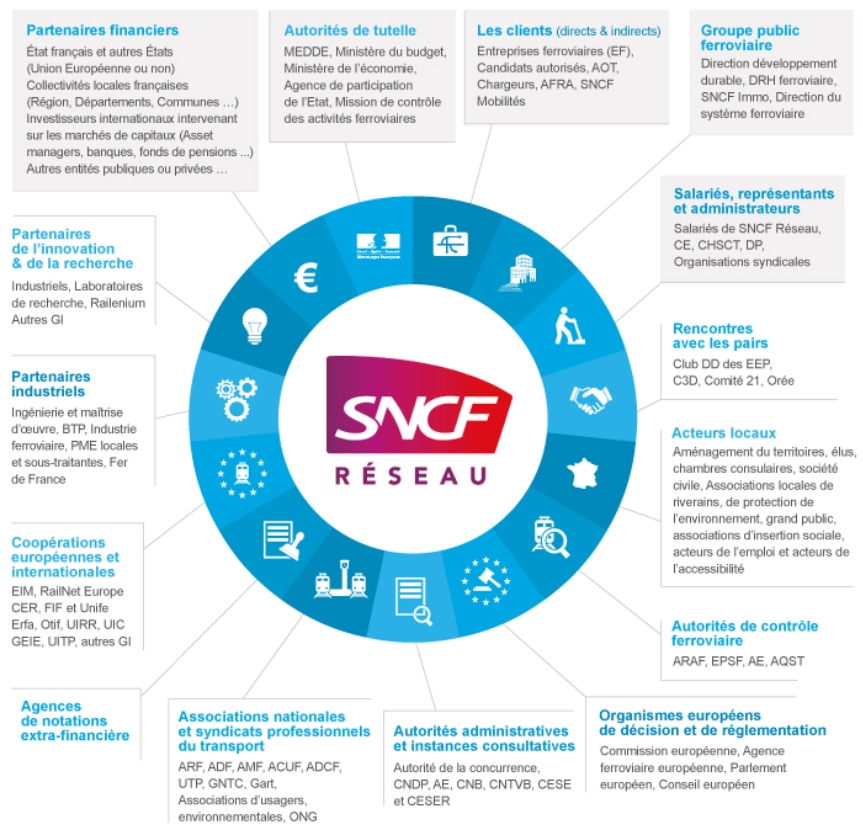 Partenaires financiers
État français et autres États
(Union Européenne ou non)
Collectivités locales françaises
(Région, Départements, Communes …)
Investisseurs internationaux intervenant
sur les marchés de capitaux (Asset
managers, banques, fonds de pensions ...)
Autres entités publiques ou privées …
Autorités de tutelle
MEDDE, Ministère du budget,
Ministère de l'économie,
Agence de participation
de l'Etat, Mission de contrôle
des activités ferroviaires
Les clients (directs & indirects)
Entreprises ferroviaires (EF),
Candidats autorisés, AOT,
Chargeurs, AFRA, SNCF
Mobilités
Groupe public
ferroviaire
Direction développement
durable, DRH ferroviaire,
SNCF Immo, Direction du
système ferroviaire
Salariés, représentants
et administrateurs
Salariés de SNCF Réseau,
CE, CHSCT, DP,
Organisations syndicales
Partenaires
de l'innovation
& de la recherche
Industriels, Laboratoires
de recherche, Railenium
Autres GI
Rencontres
avec les pairs
Club DD des EEP,
C3D, Comité 21, Orée
Partenaires
industriels
Ingénierie et maîtrise
d'œuvre, BTP, Industrie
ferroviaire, PME locales
et sous-traitantes, Fer
de France
SNCF
RÉSEAU
Acteurs locaux
Aménagement du territoires, élus,
chambres consulaires, société
civile, Associations locales de
riverains, de protection de
l'environnement, grand public,
associations d'insertion sociale,
acteurs de l'emploi et acteurs de
l'accessibilité
Coopérations
européennes et
internationales
EIM, RailNet Europe
CER, FIF et Unife
Erfa, Otif, UIRR, UIC
GEIE, UITP, autres GI
Autorités de contrôle
ferroviaire
ARAF, EPSF, AE, AQST
Agences
de notations
extra-financière
Associations nationales
et syndicats professionnels
du transport
ARF, ADF, AMF, ACUF, ADCF,
UTP, GNTC, Gart,
Associations d'usagers,
environnementales, ONG
Autorités administratives
et instances consultatives
Autorité de la concurrence,
CNDP, AE, CNB, CNTVB, CESE
et CESER
Organismes européens
de décision et de réglementation
Commission européenne, Agence
ferroviaire européenne, Parlement
européen, Conseil européen